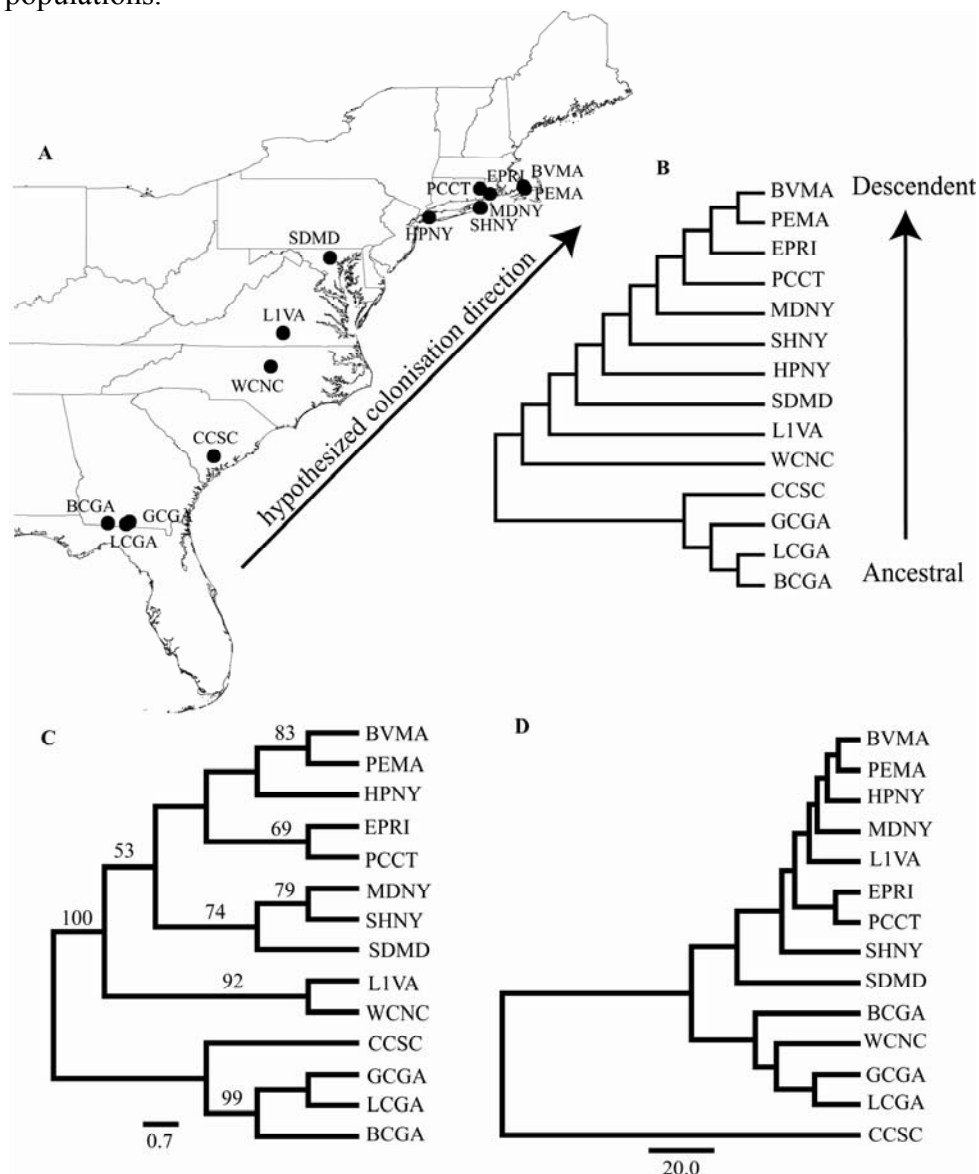 populations.
A
BVMA
EPRI
PCCT
PEMA
MDNY
SHNY
HPNY
SDMD
L1VA
WCNC
CCSC
BCGA
GCGA
LCGA
hypothesized colonisation direction
B
BVMA
PEMA
EPRI
PCCT
MDNY
SHNY
HPNY
SDMD
L1VA
WCNC
CCSC
GCGA
LCGA
BCGA
Descendent
Ancestral
C
83
BVMA
PEMA
HPNY
69
EPRI
PCCT
53
79
MDNY
74
SHNY
SDMD
100
92
L1VA
WCNC
CCSC
99
GCGA
LCGA
BCGA
0.7
D
BVMA
PEMA
HPNY
MDNY
L1VA
EPRI
PCCT
SHNY
SDMD
BCGA
WCNC
GCGA
LCGA
CCSC
20.0